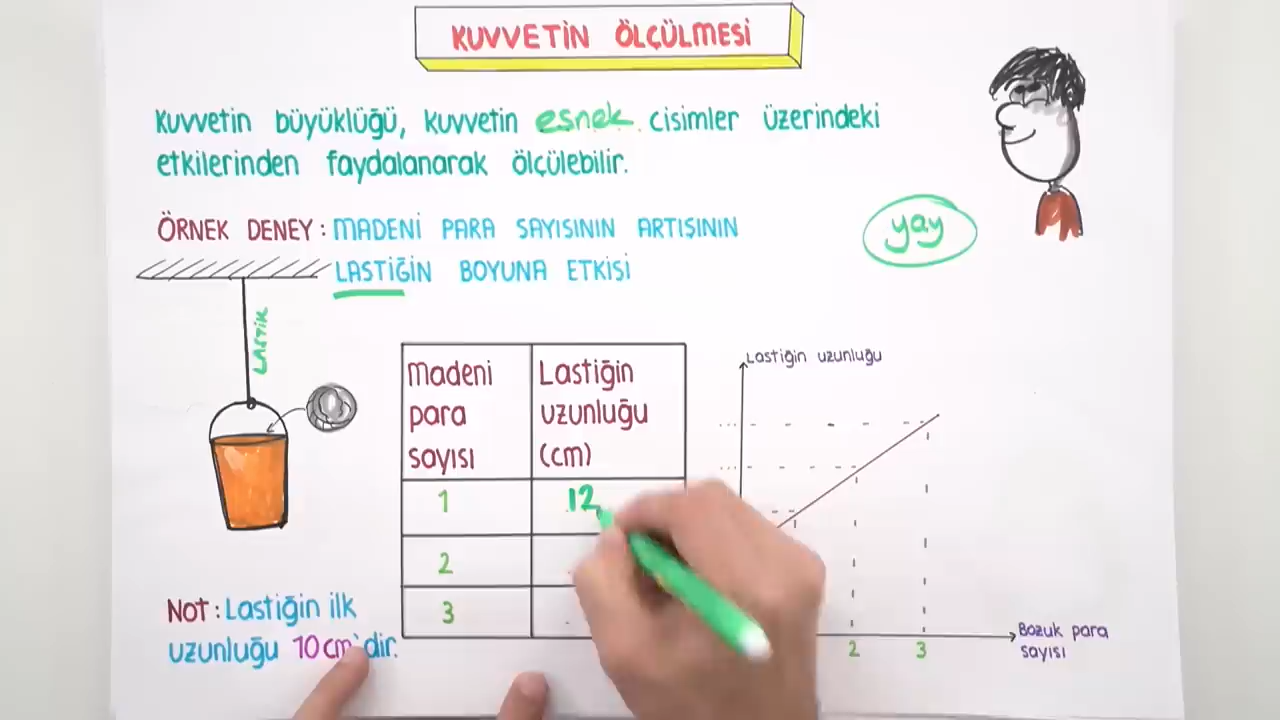 KUVVETİN ÖLÇÜLMESİ
Kuvvetin büyüklüğü, kuvvetin esnek cisimler üzerindeki
etkilerinden faydalanarak ölçülebilir.
ÖRNEK DENEY: MADENİ PARA SAYISININ ARTIŞININ
LASTİĞİN BOYUNA ETKİSİ
yay
LASTİK
Madeni
para
sayısı
Lastiğin
uzunluğu
(cm)
1
12
2
3
Not: Lastiğin ilk
uzunluğu 10cm'dir.
Lastiğin uzunluğu
2
3
Bozuk para
sayısı